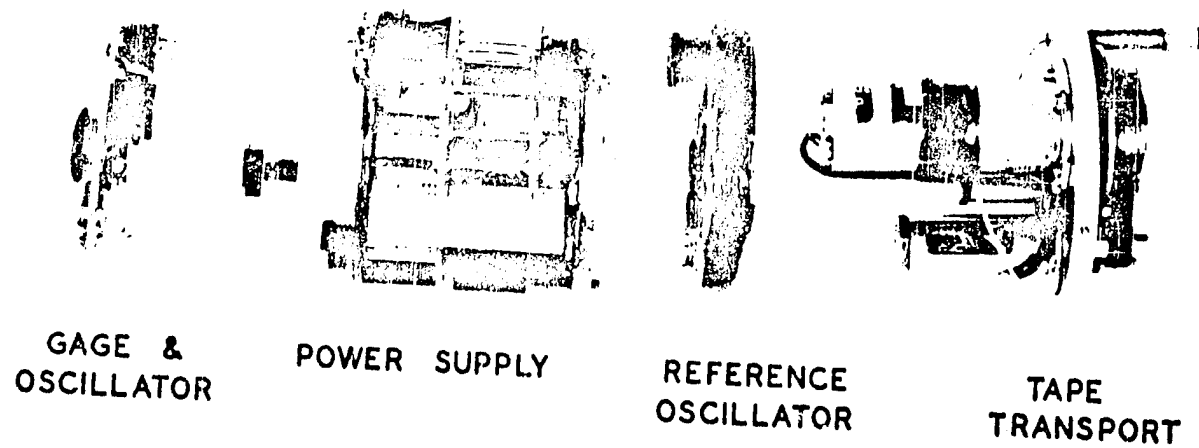 GAGE &
OSCILLATOR
POWER SUPPLY
REFERENCE
OSCILLATOR
TAPE
TRANSPORT